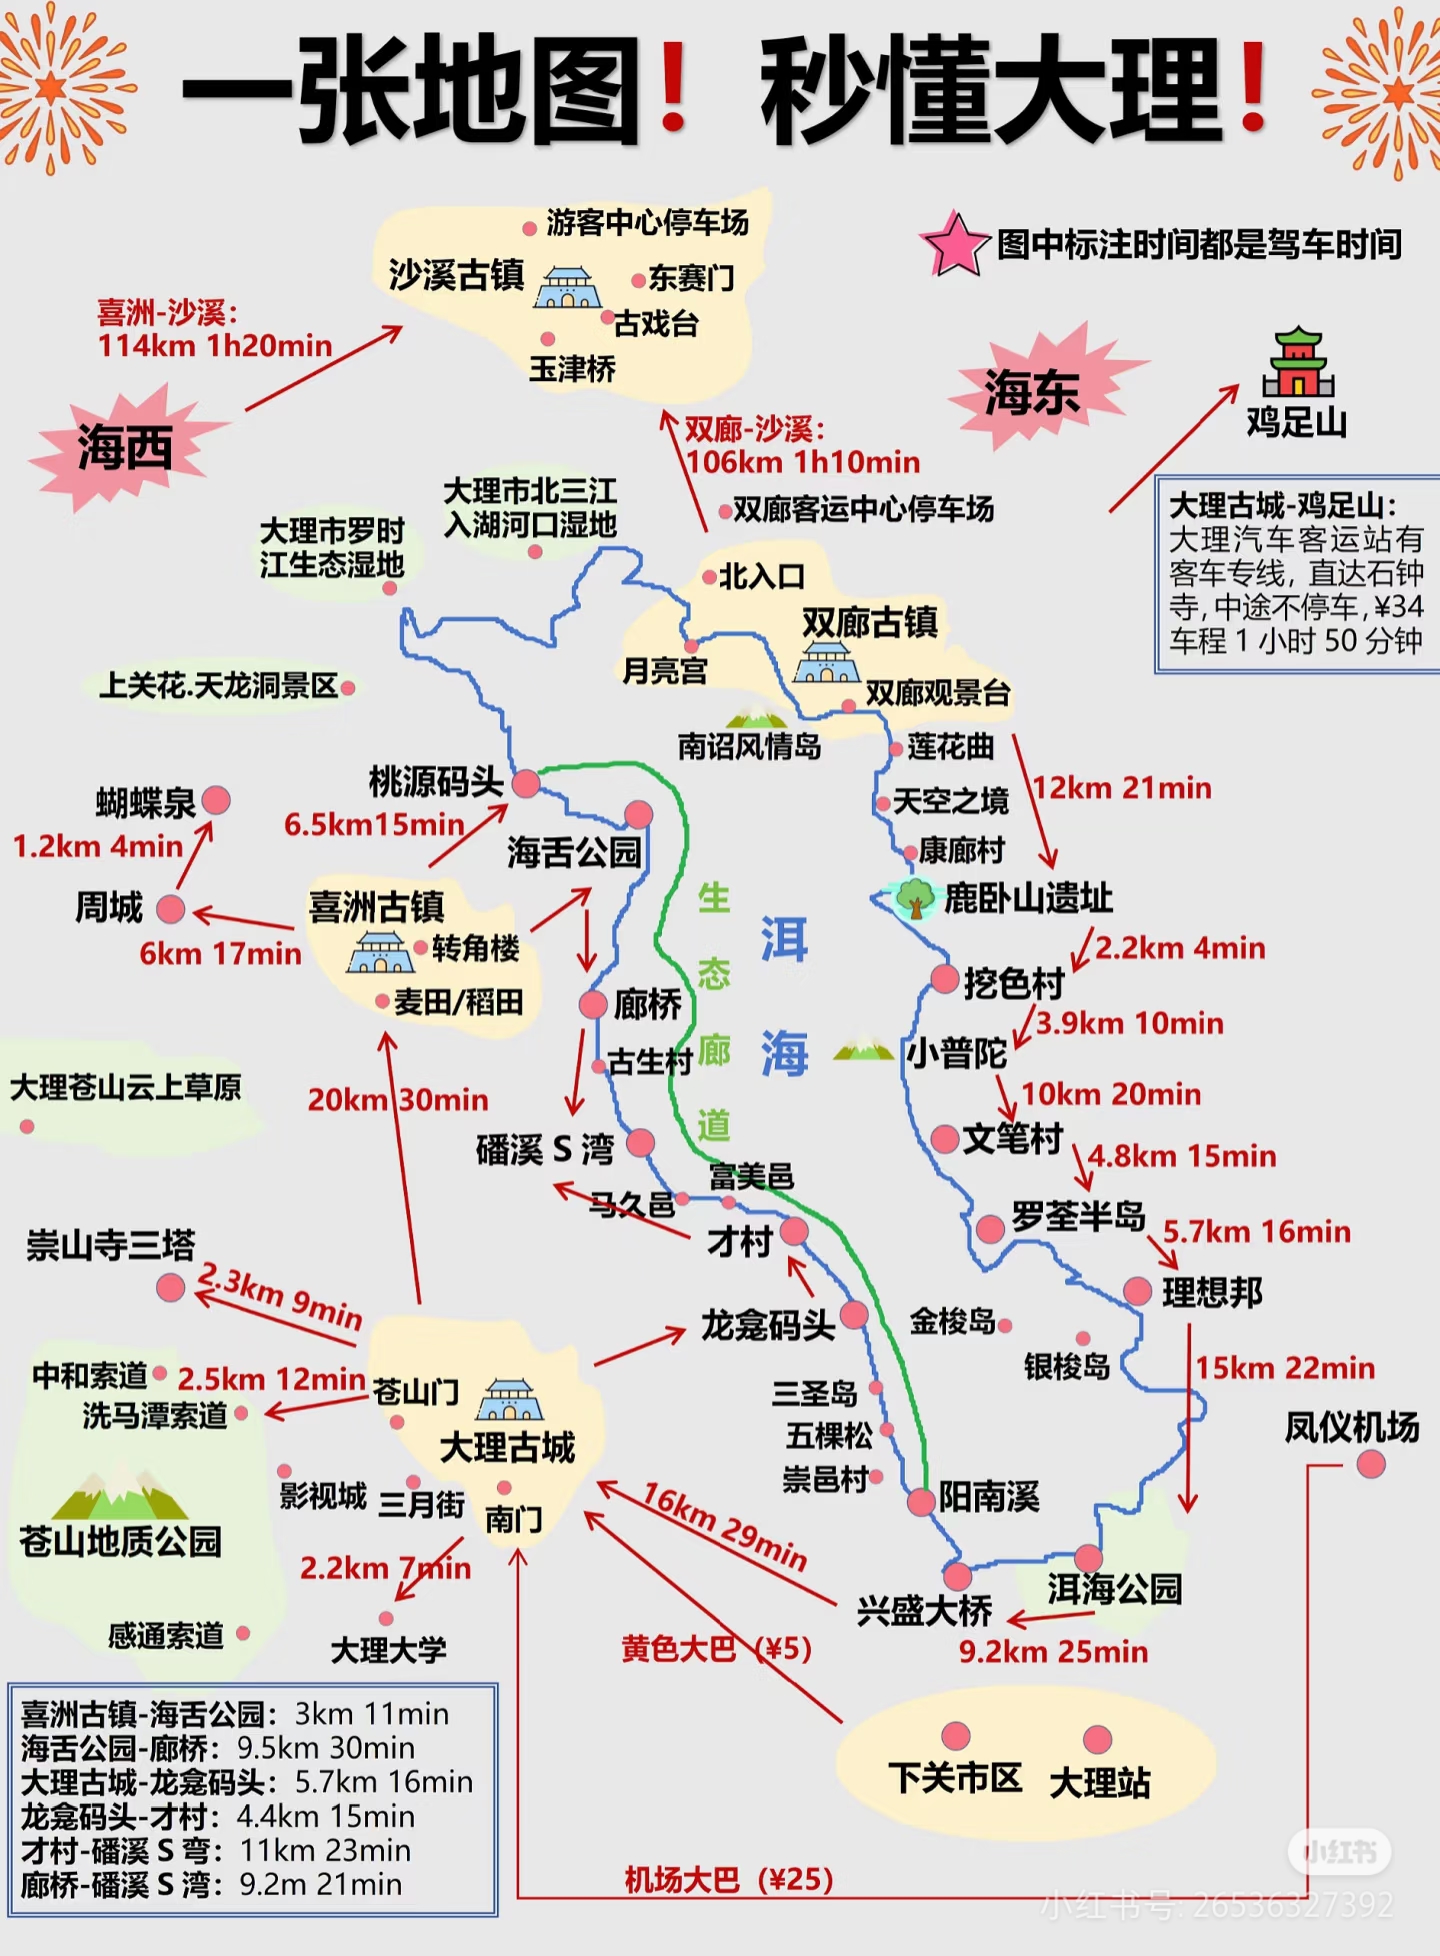 一张地图！秒懂大理！
图中标注时间都是驾车时间
游客中心停车场
沙溪古镇
东赛门
古戏台
玉津桥
喜洲-沙溪：
114km 1h20min
海西
海东
鸡足山
双廊-沙溪：
106km 1h10min
双廊客运中心停车场
大理古城-鸡足山：
大理汽车客运站有
客车专线，直达石钟
寺,中途不停车,¥34
车程 1 小时 50 分钟
大理市北三江
入湖河口湿地
大理市罗时
江生态湿地
北入口
双廊古镇
月亮宫
双廊观景台
上关花.天龙洞景区
南诏风情岛
莲花曲
12km 21min
天空之境
康廊村
鹿卧山遗址
桃源码头
6.5km15min
海舌公园
蝴蝶泉
1.2km 4min
周城
6km 17min
喜洲古镇
转角楼
麦田/稻田
生态廊道
洱海
2.2km 4min
挖色村
3.9km 10min
小普陀
10km 20min
文笔村
4.8km 15min
罗荃半岛
5.7km 16min
理想邦
廊桥
古生村
大理苍山云上草原
20km 30min
磻溪 S 湾
富美邑
马久邑
才村
崇山寺三塔
2.3km 9min
龙龛码头
金梭岛
银梭岛
15km 22min
中和索道
2.5km 12min
洗马潭索道
苍山门
大理古城
三圣岛
五棵松
崇邑村
凤仪机场
影视城
三月街
南门
阳南溪
苍山地质公园
16km 29min
2.2km 7min
洱海公园
兴盛大桥
9.2km 25min
感通索道
大理大学
黄色大巴（¥5）
喜洲古镇-海舌公园：3km 11min
海舌公园-廊桥：9.5km 30min
大理古城-龙龛码头：5.7km 16min
龙龛码头-才村：4.4km 15min
才村-磻溪 S 弯：11km 23min
廊桥-磻溪 S 湾：9.2m 21min
下关市区
大理站
机场大巴（¥25）
小红书
小红书号: 26536327392